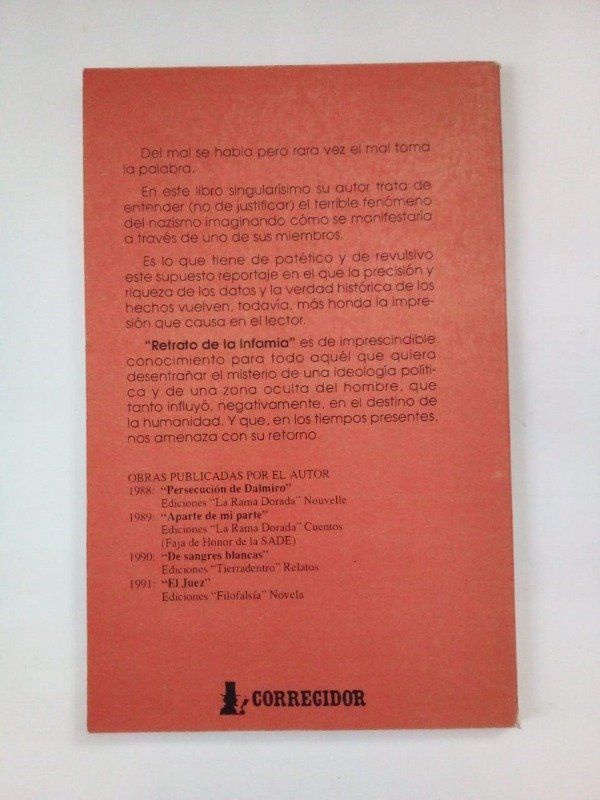 Del mal se habla pero rara vez el mal toma
la palabra.
En este libro singularísimo su autor trata de
entender (no de justificar) el terrible fenómeno
del nazismo imaginando cómo se manifestaría
a través de uno de sus miembros.
Es lo que tiene de patético y de revulsivo
este supuesto reportaje en el que la precisión y
riqueza de los datos y la verdad histórica de los
hechos vuelven, todavía, más honda la impre-
sión que causa en el lector.
"Retrato de la Infamia" es de imprescindible
conocimiento para todo aquél que quiera
desentrañar el misterio de una ideología políti-
ca y de una zona oculta del hombre, que
tanto influyó, negativamente, en el destino de
la humanidad. Y que, en los tiempos presentes,
nos amenaza con su retorno
OBRAS PUBLICADAS POR EL AUTOR
1988: "Persecución de Dalmiro"
Ediciones "La Rama Dorada" Nouvelle
1989: "Aparte de mi parte"
Ediciones "La Rama Dorada" Cuentos
(Faja de Honor de la SADE)
1990: "De sangres blancas"
Ediciones "Tierradentro" Relatos
1991: "El Juez"
Ediciones "Filofalsía" Novela
CORREGIDOR